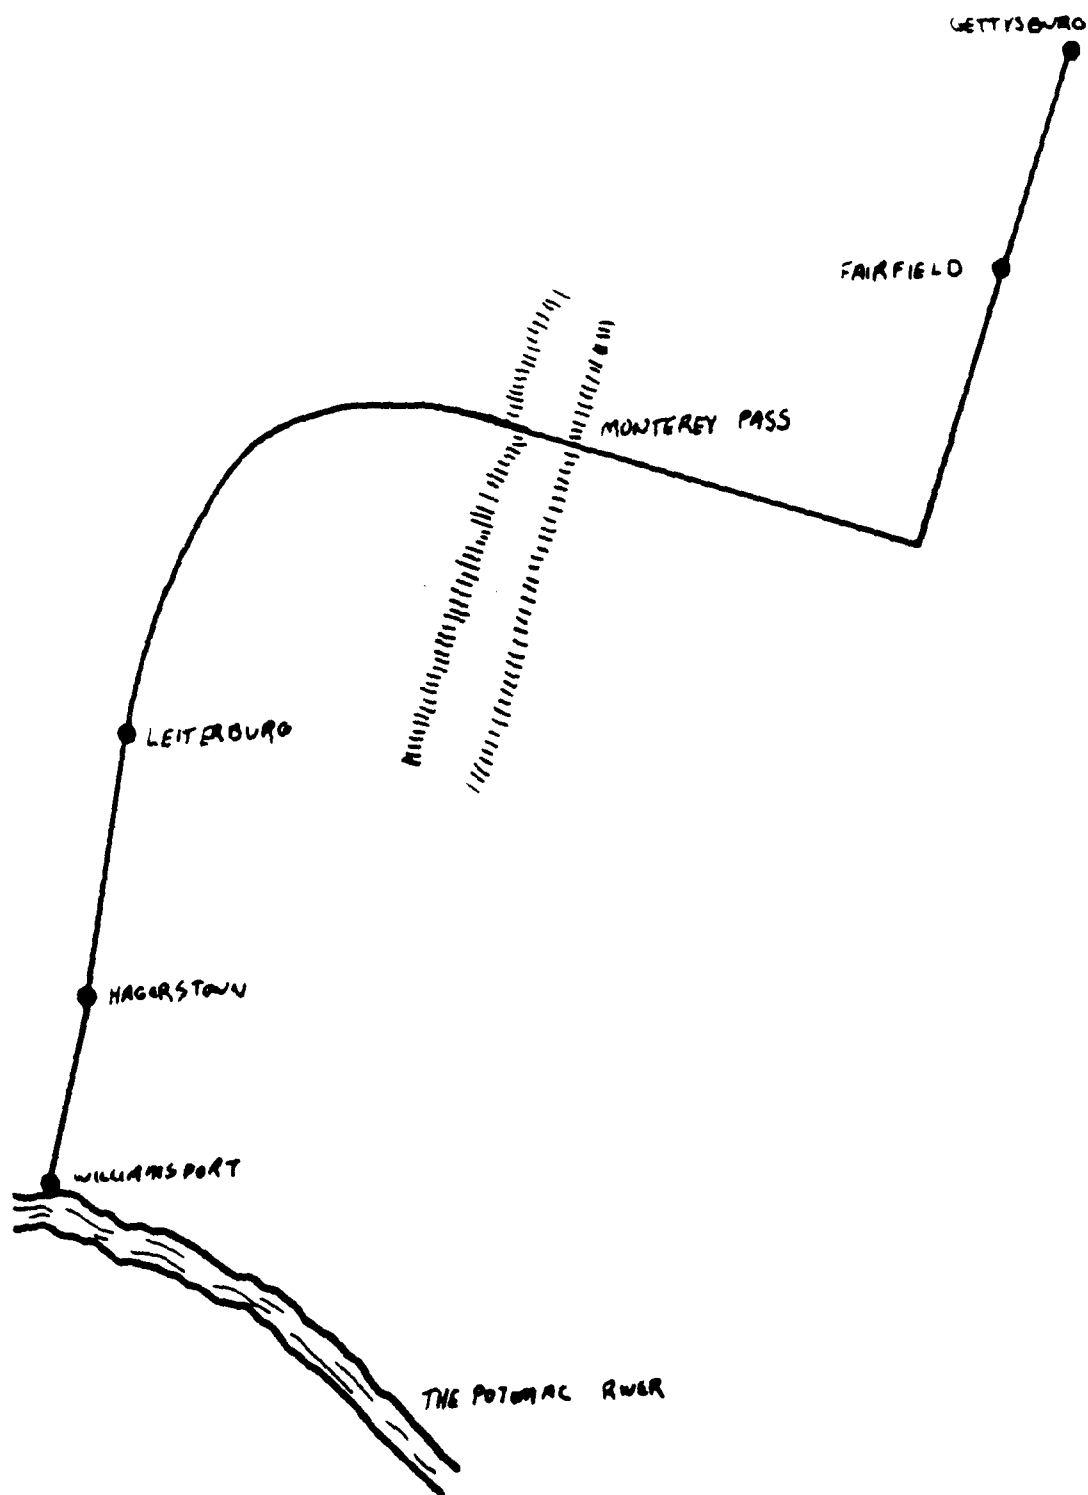 GETTYSBURG
FAIRFIELD
MONTEREY PASS
LEITERBURG
HAGERSTOWN
WILLIAMSPORT
THE POTOMAC RIVER